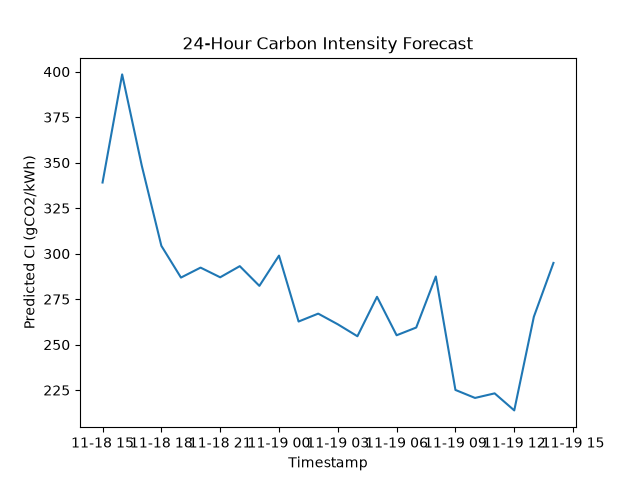 24-Hour Carbon Intensity Forecast
400
375
350
325
300
275
250
225
Predicted CI (gCO2/kWh)
11-18 15 11-18 18 11-18 21 11-19 00 11-19 03 11-19 06 11-19 09 11-19 12 11-19 15
Timestamp